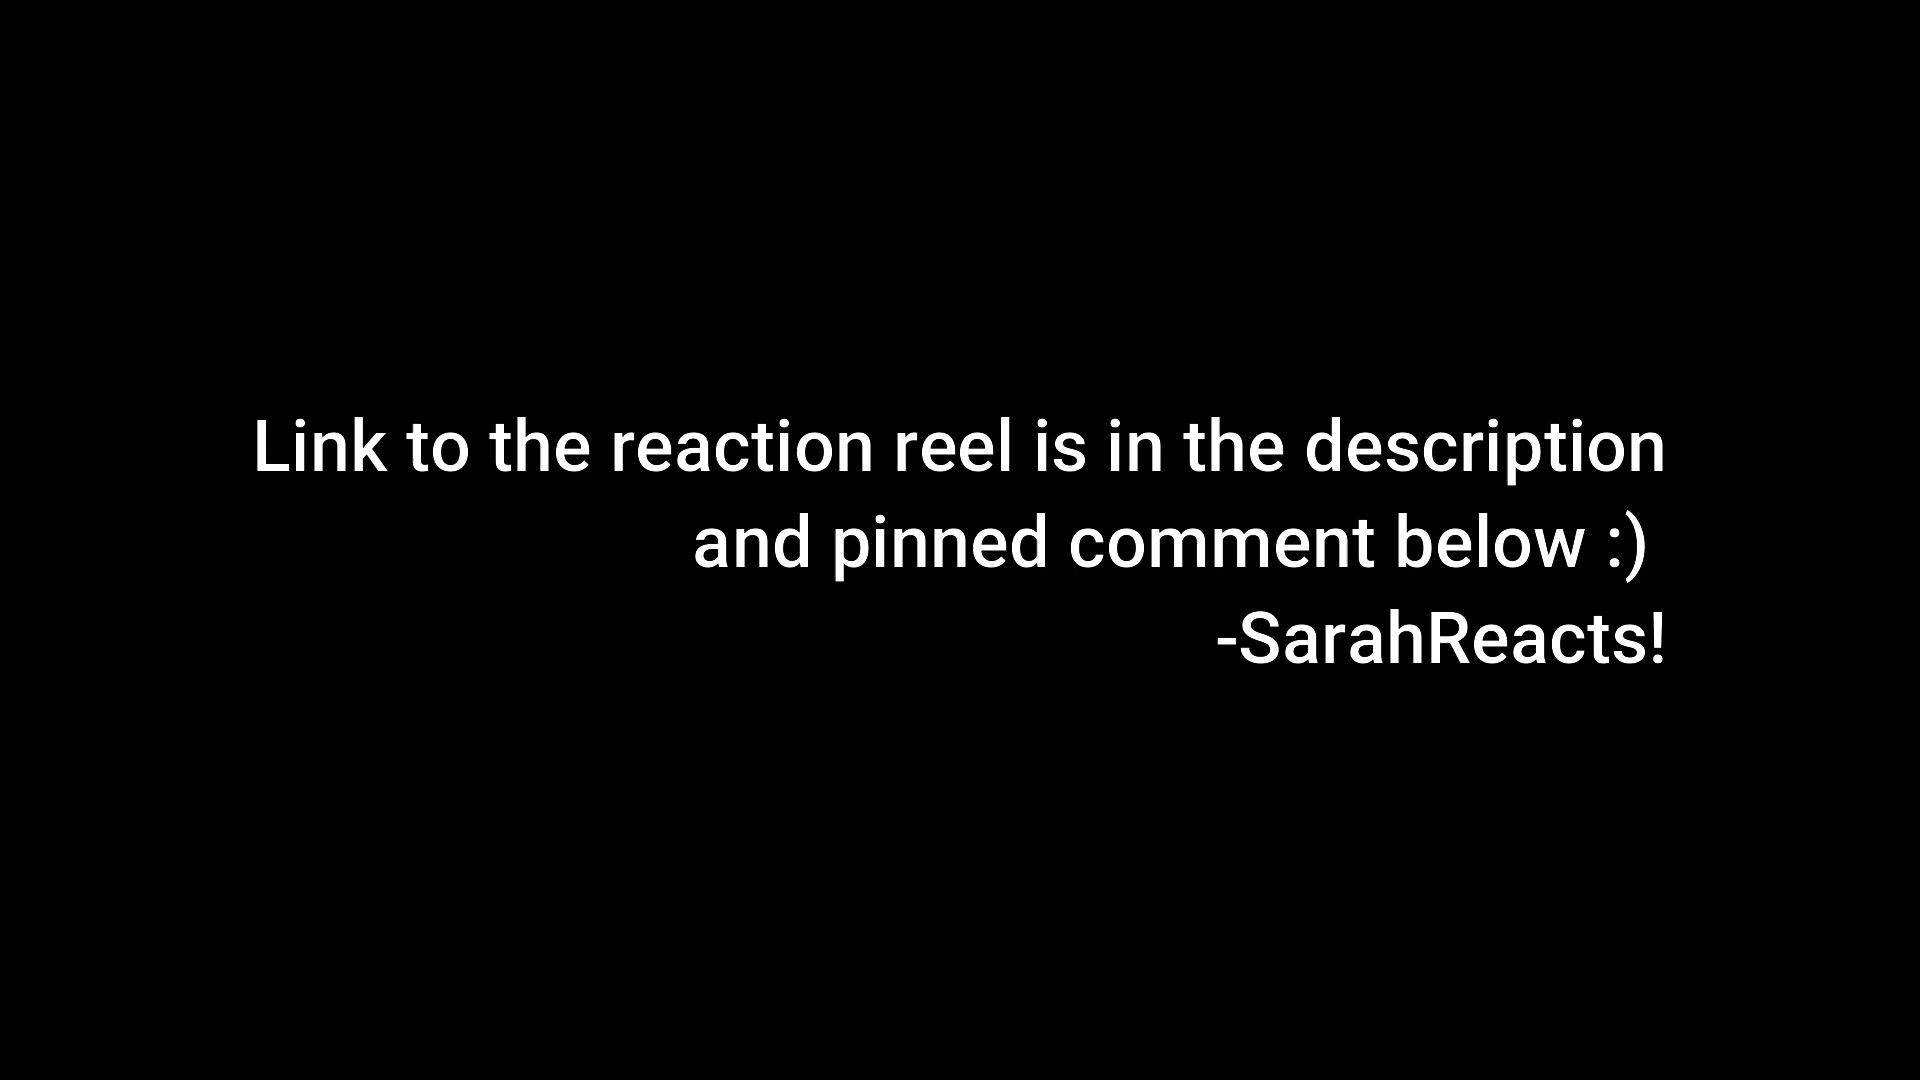 Link to the reaction reel is in the description
and pinned comment below :)
-SarahReacts!